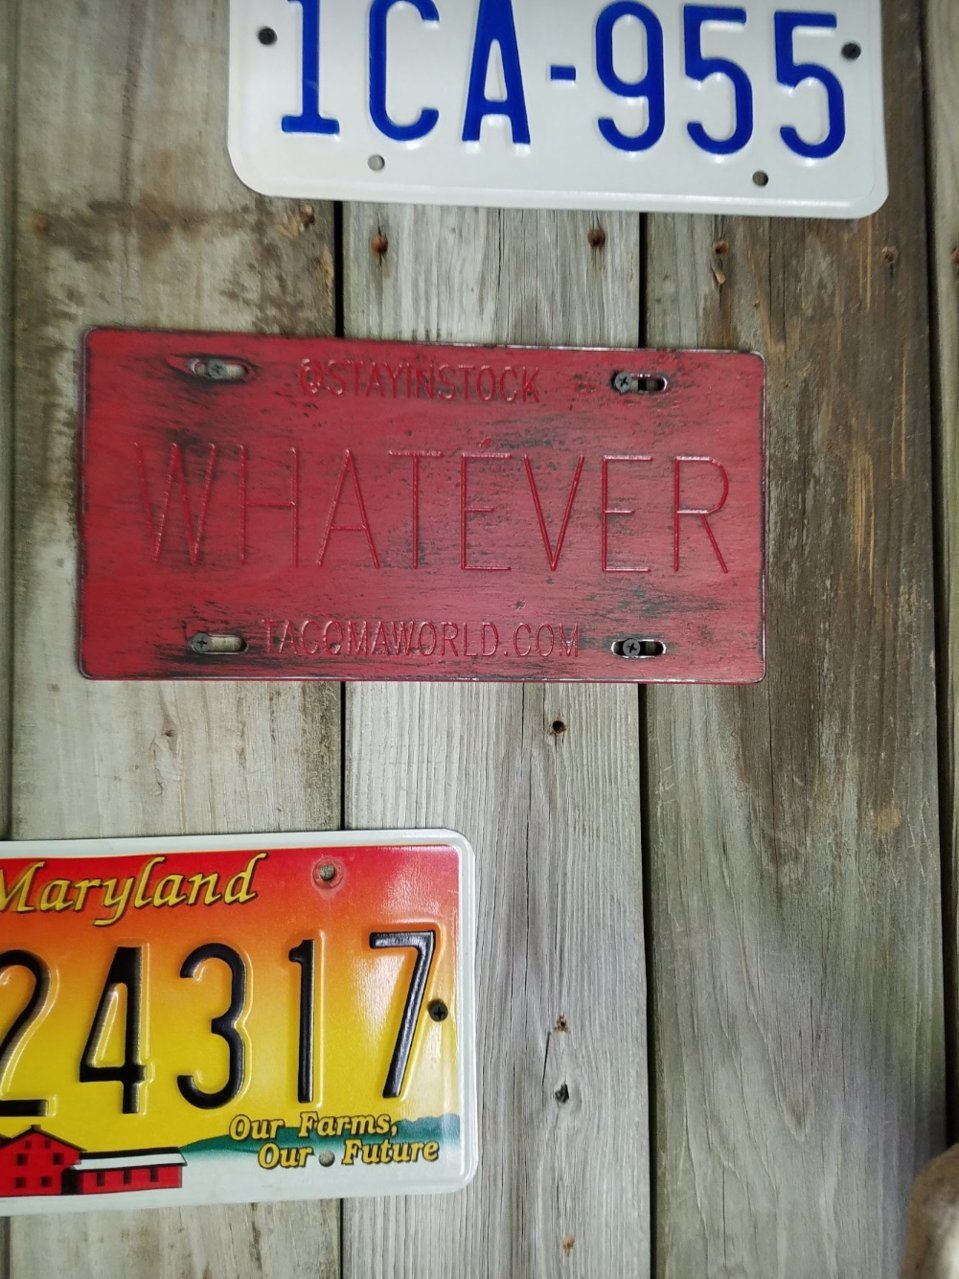 1CA-955
@STAYINSTOCK
WHATÉVER
TACOMAWORLD.COM
Maryland
24317
Our Farms,
Our Future